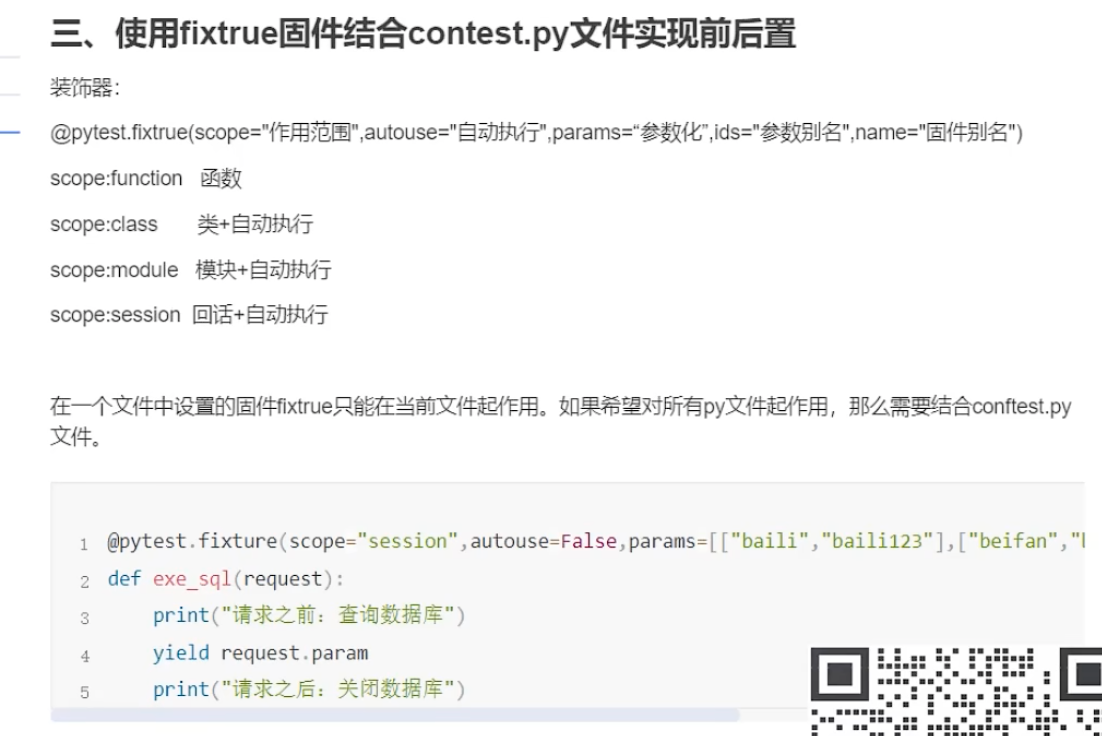 三、使用fixtrue固件结合contest.py文件实现前后置
装饰器：
@pytest.fixtrue(scope="作用范围",autouse="自动执行",params=“参数化”,ids="参数别名",name="固件别名")
scope:function 函数
scope:class 类+自动执行
scope:module 模块+自动执行
scope:session 回话+自动执行
在一个文件中设置的固件fixtrue只能在当前文件起作用。如果希望对所有py文件起作用，那么需要结合conftest.py
文件。
1 @pytest.fixture(scope="session",autouse=False,params=[["baili","baili123"],["beifan","
2 def exe_sql(request):
3 print("请求之前：查询数据库")
4 yield request.param
5 print("请求之后：关闭数据库")